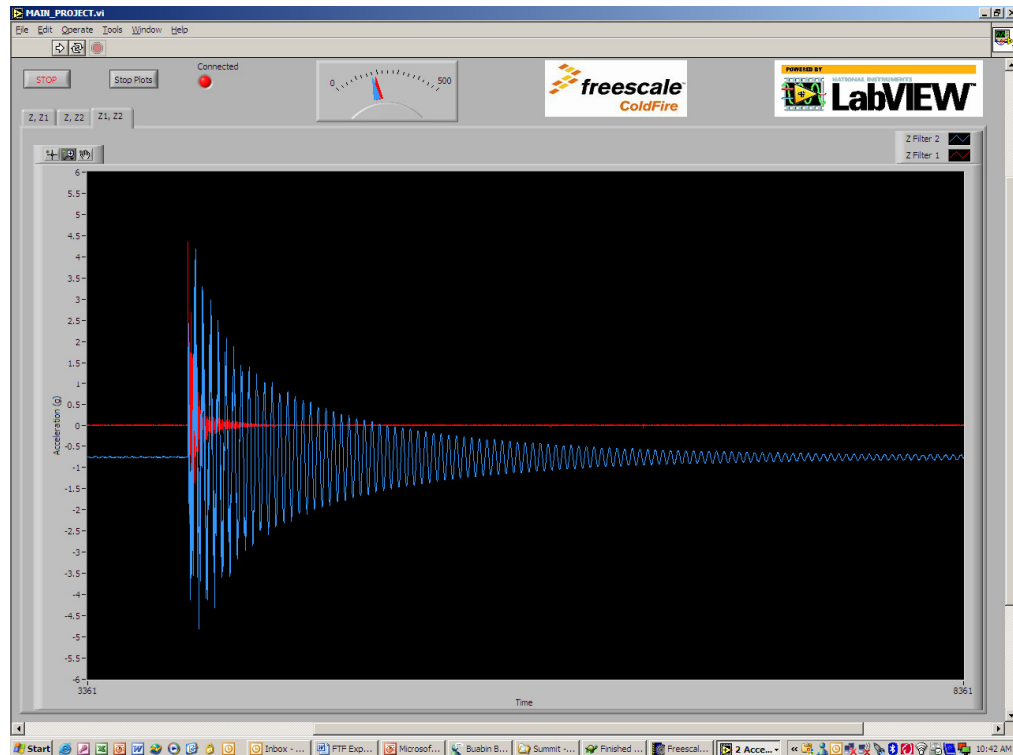 MAIN_PROJECT.vi
File Edit Operate Tools Window Help
STOP
Stop Plots
Connected
0
500
freescale
ColdFire
POWERED BY
NATIONAL INSTRUMENTS
LabVIEW
Z, Z1
Z, Z2
Z1, Z2
Z Filter 2
Z Filter 1
6
5.5
5
4.5
4
3.5
3
2.5
2
1.5
1
0.5
0
-0.5
-1
-1.5
-2
-2.5
-3
-3.5
-4
-4.5
-5
-5.5
-6
Acceleration (g)
3361
8361
Time
Start
Inbox - ...
FTF Exp...
Microsof...
Buabin B...
Summit -...
Finished ...
Freescal...
2 Acce...
10:42 AM